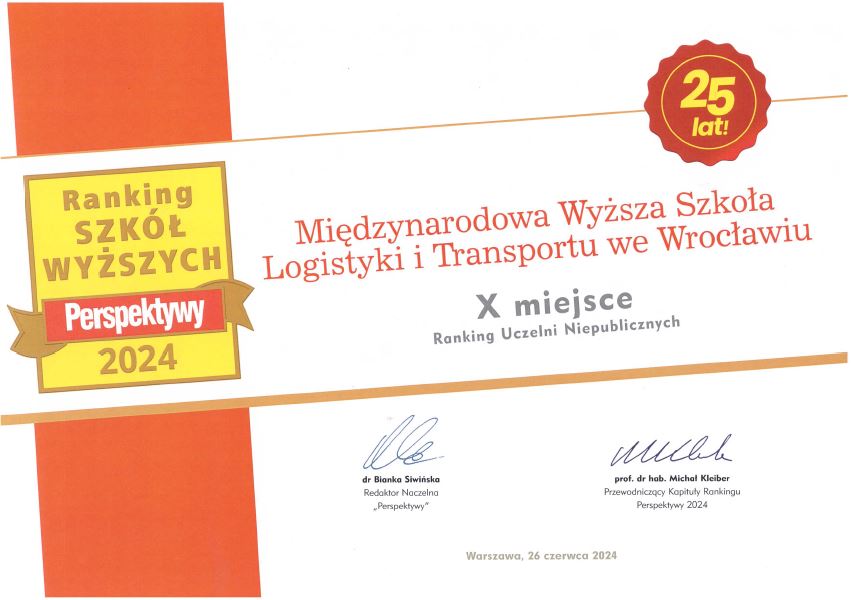 25
lat!
Ranking
SZKÓŁ
WYŻSZYCH
Perspektywy
2024
Międzynarodowa Wyższa Szkoła
Logistyki i Transportu we Wrocławiu
X miejsce
Ranking Uczelni Niepublicznych
dr Bianka Siwińska
Redaktor Naczelna
„Perspektywy”
prof. dr hab. Michał Kleiber
Przewodniczący Kapituły Rankingu
Perspektywy 2024
Warszawa, 26 czerwca 2024